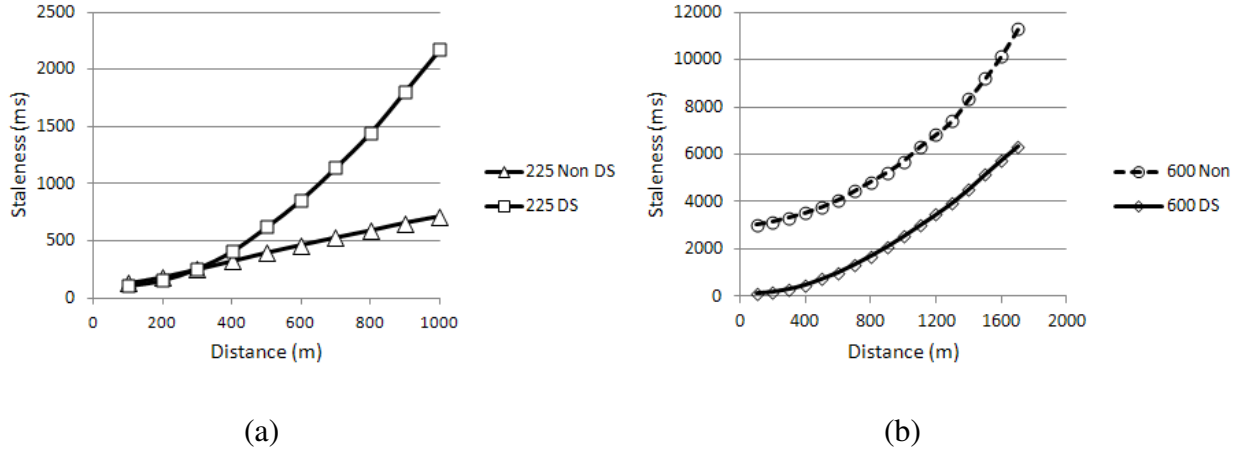 2500
2000
1500
1000
500
0
Staleness (ms)
0 200 400 600 800 1000
Distance (m)
225 Non DS
225 DS
(a)
12000
10000
8000
6000
4000
2000
0
Staleness (ms)
0 400 800 1200 1600 2000
Distance (m)
600 Non
600 DS
(b)